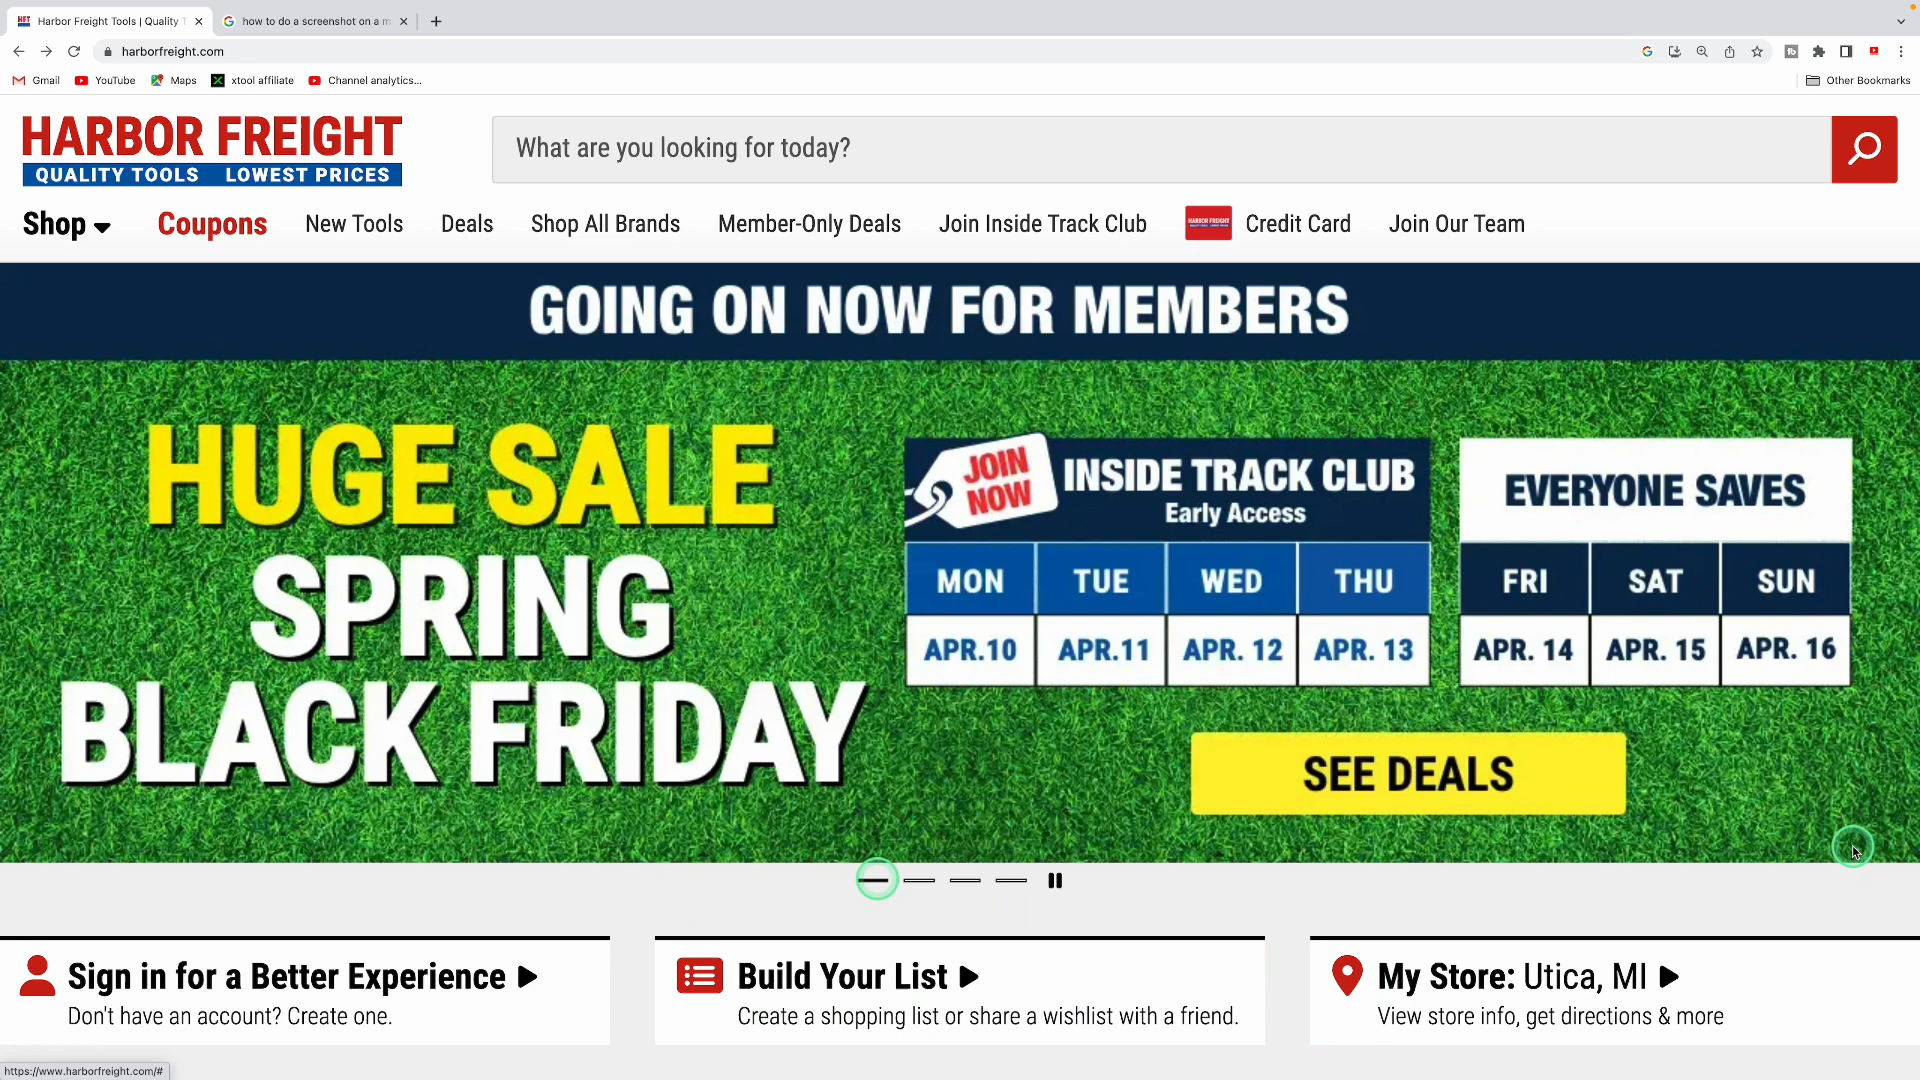 Harbor Freight Tools | Quality T
how to do a screenshot on a m
harborfreight.com
Gmail
YouTube
Maps
xtool affiliate
Channel analytics...
Other Bookmarks
HARBOR FREIGHT
QUALITY TOOLS LOWEST PRICES
What are you looking for today?
Shop
Coupons
New Tools
Deals
Shop All Brands
Member-Only Deals
Join Inside Track Club
Credit Card
Join Our Team
GOING ON NOW FOR MEMBERS
HUGE SALE
SPRING
BLACK FRIDAY
JOIN
NOW
INSIDE TRACK CLUB
Early Access
MON TUE WED THU
APR.10 APR.11 APR. 12 APR. 13
EVERYONE SAVES
FRI SAT SUN
APR. 14 APR. 15 APR. 16
SEE DEALS
Sign in for a Better Experience
Don't have an account? Create one.
Build Your List
Create a shopping list or share a wishlist with a friend.
My Store: Utica, MI
View store info, get directions & more
https://www.harborfreight.com/#